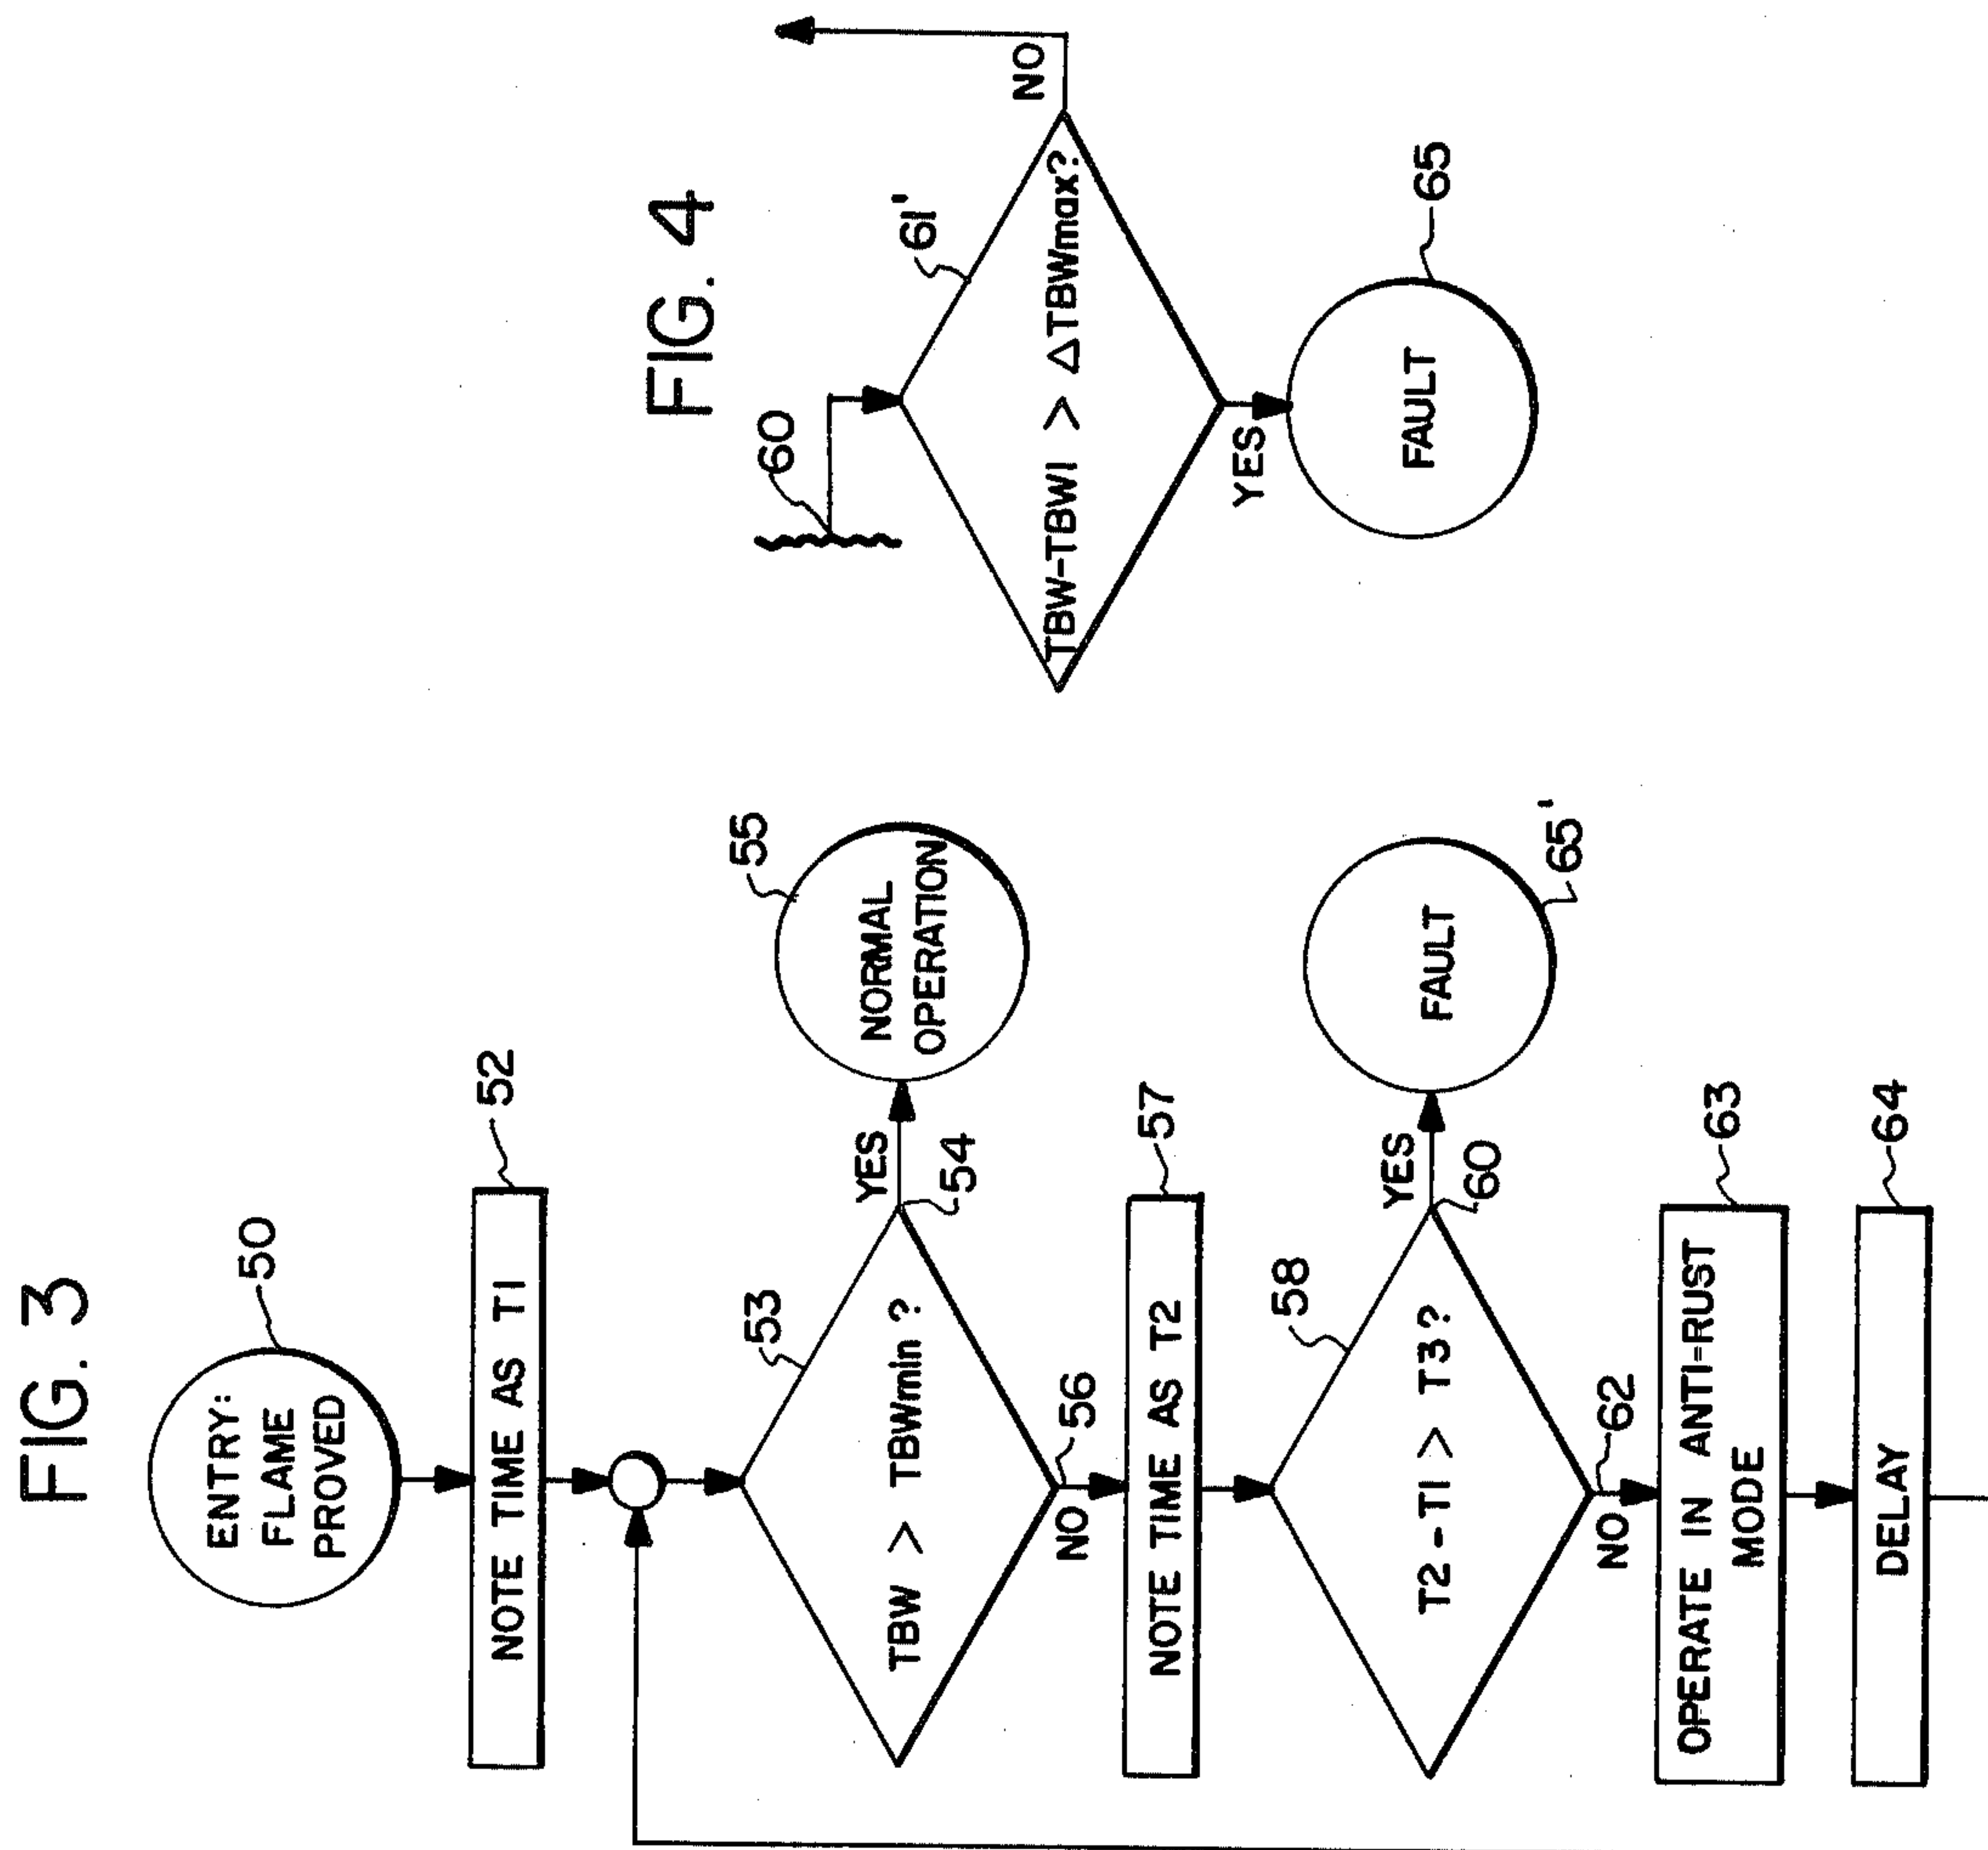 FIG. 3
ENTRY:
FLAME
PROVED
50
NOTE TIME AS T1
52
53
TBW > TBWmin ?
YES
54
NORMAL
OPERATION
55
NO
56
NOTE TIME AS T2
57
58
T2-T1 > T3?
YES
60
FAULT
65'
NO
62
OPERATE IN ANTI=RUST
MODE
63
DELAY
64
FIG. 4
60
61'
TBW-TBW1 > ΔTBWmax?
NO
YES
FAULT
65